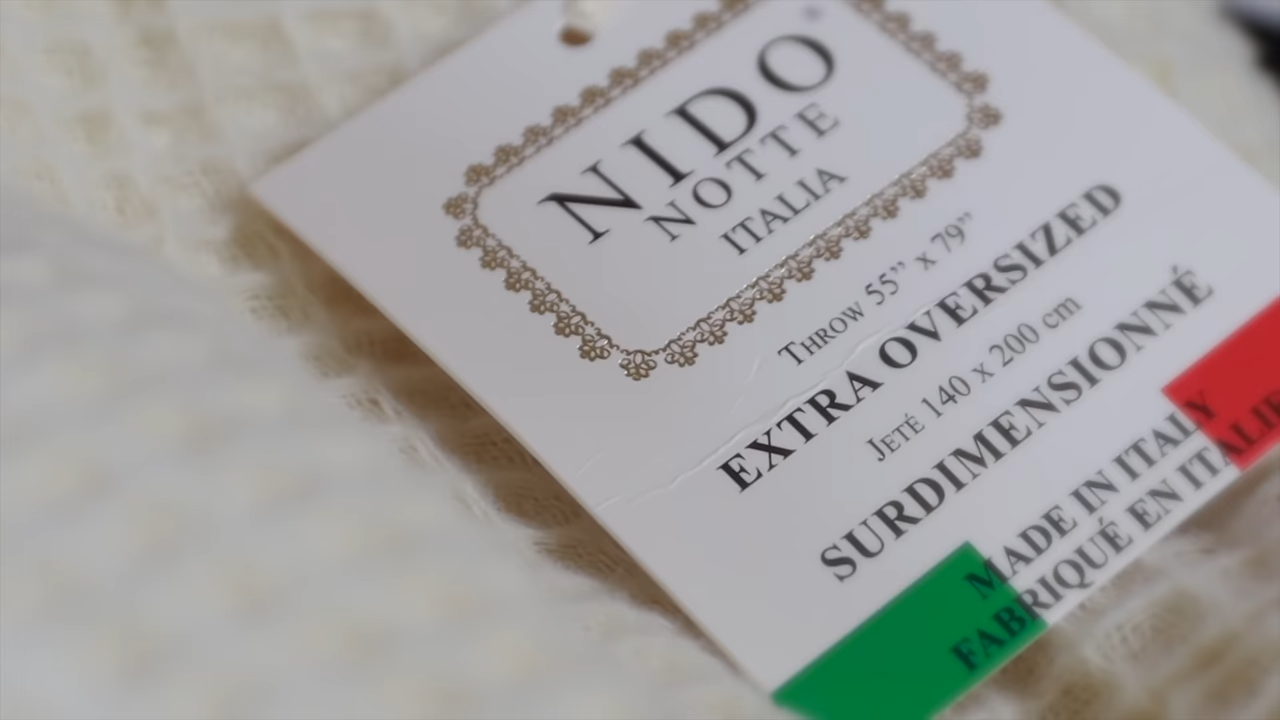 NIDO
NOTTE
ITALIA
THROW 55” x 79”
EXTRA OVERSIZED
JETÉ 140 x 200 cm
SURDIMENSIONNÉ
MADE IN ITALY
FABRIQUÉ EN ITALIE